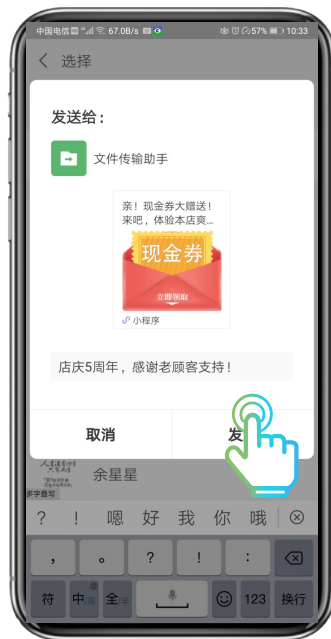 中国电信 67.0B/s 57% 10:33
选择
发送给：
文件传输助手
亲！现金券大赠送！
来吧，体验本店爽...
现金券
立即领取
小程序
店庆5周年，感谢老顾客支持！
取消 发
余星星
多字叠写
? ! 嗯 好 我 你 哦
， 。 ? ! :
符 中 全 123 换行